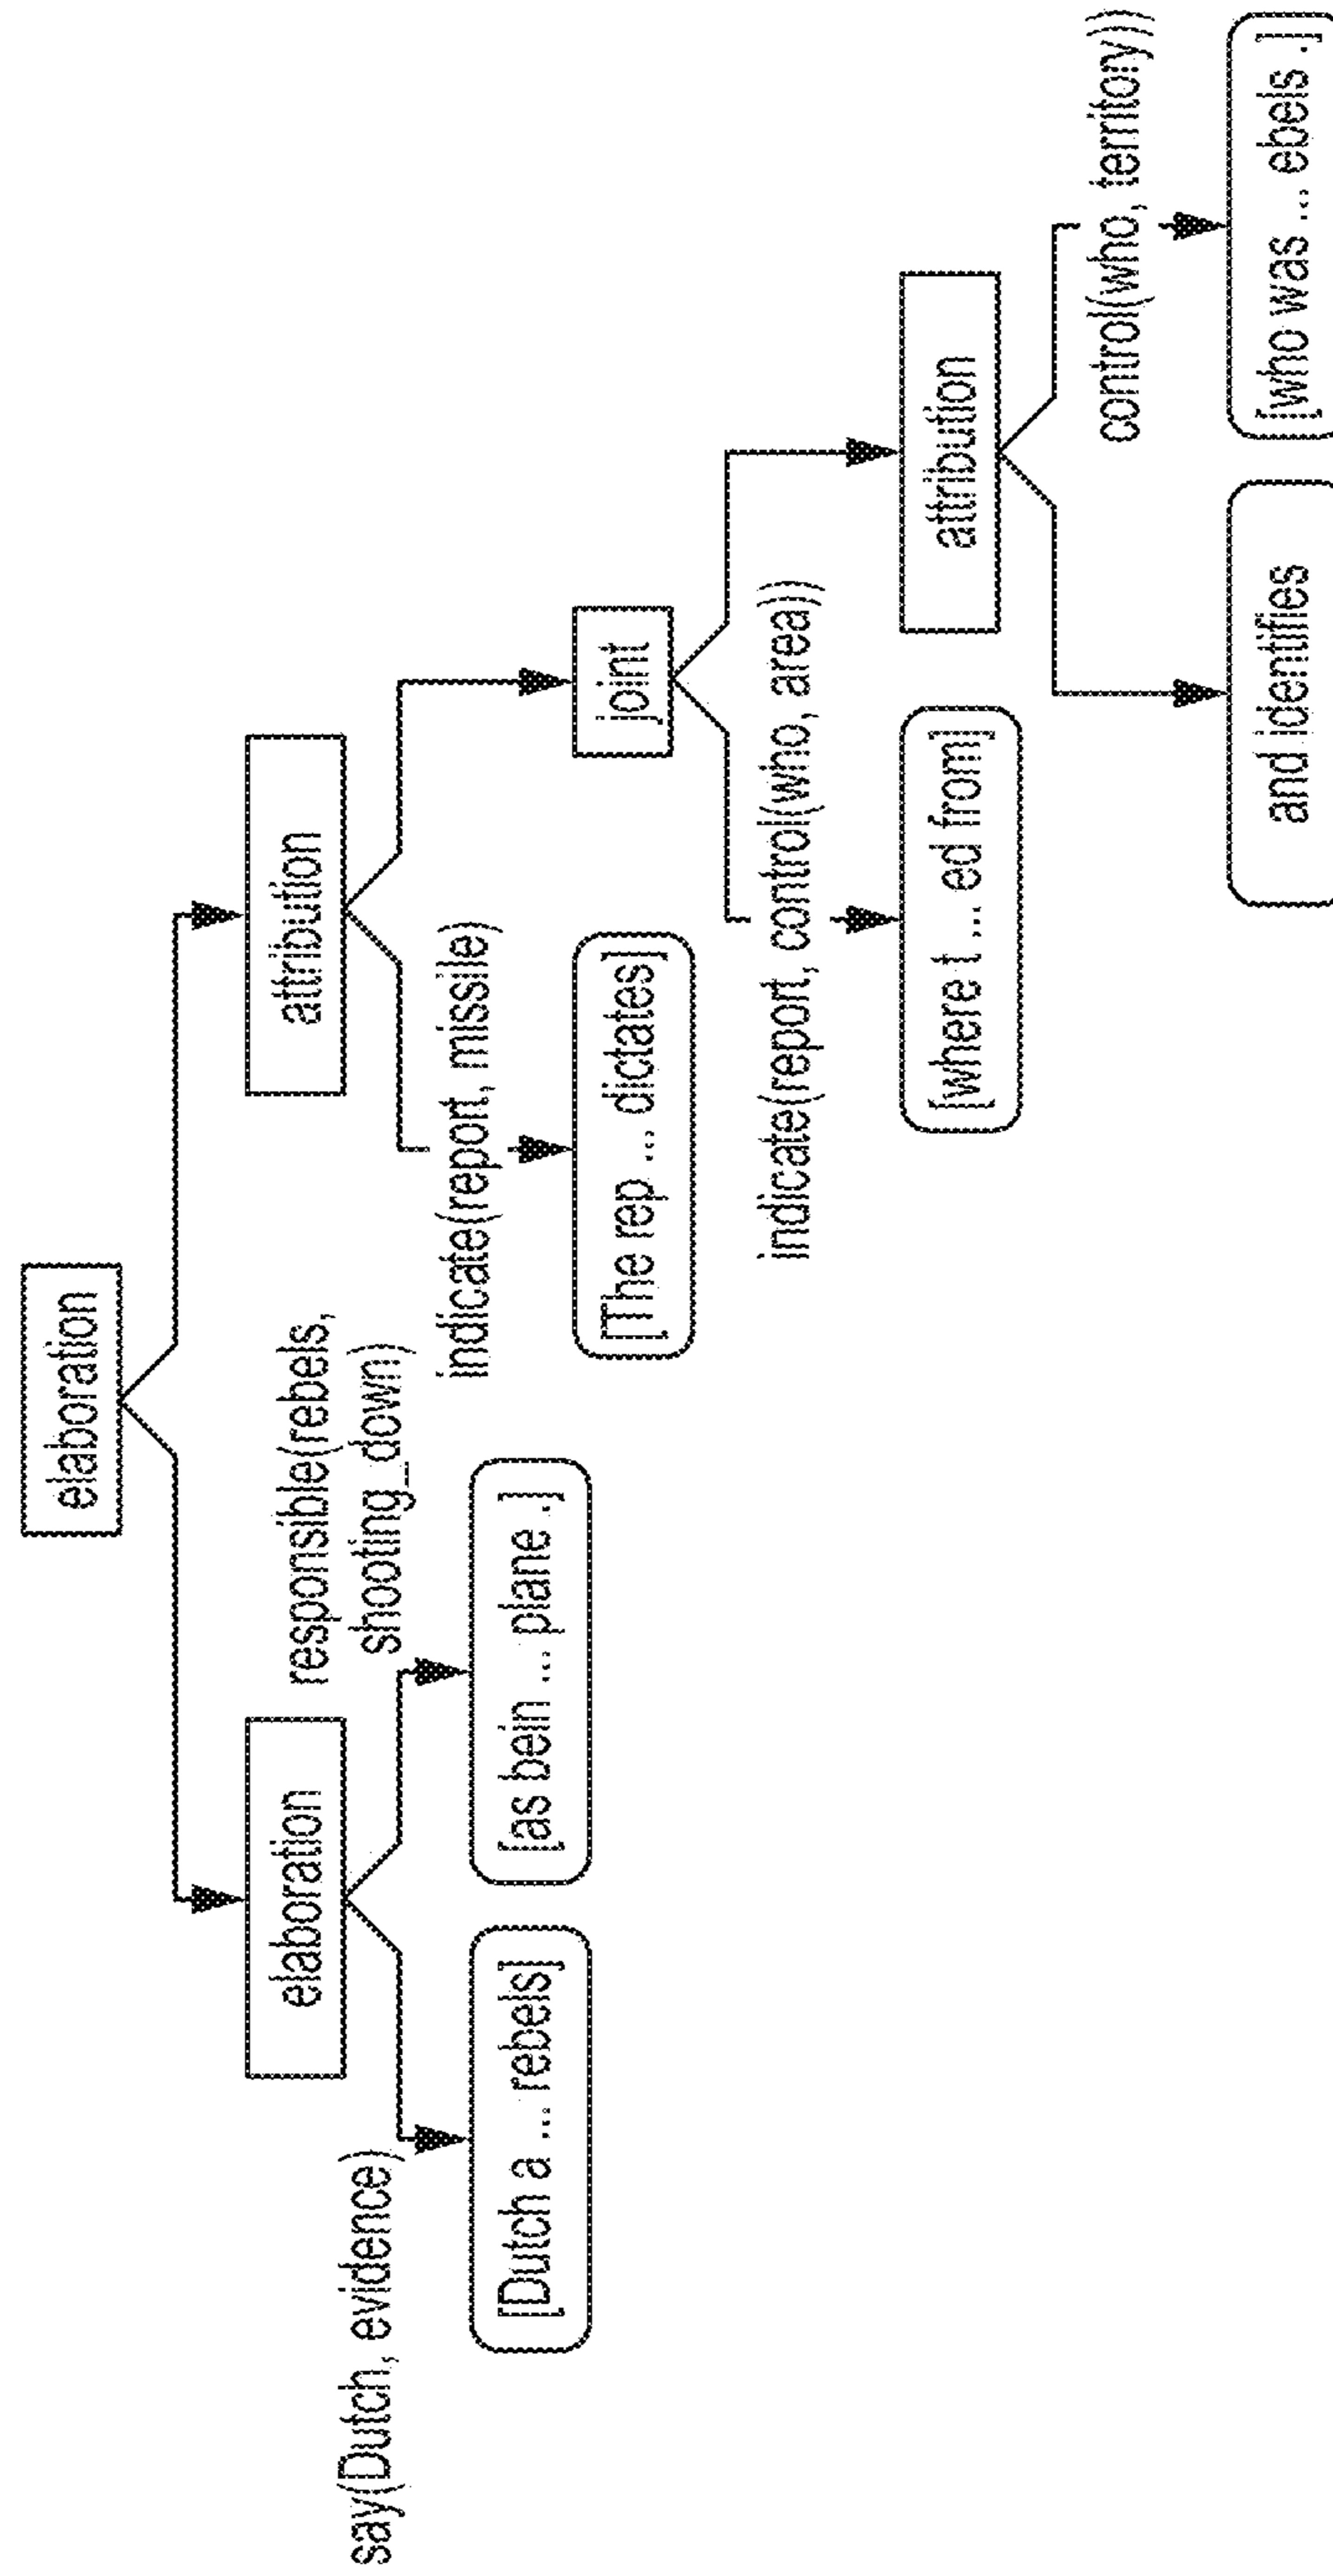 elaboration
elaboration
attribution
say(Dutch, evidence)
responsible(rebels,
shooting_down)
indicate(report, missile)
[Dutch a ... rebels]
[as bein ... plane .]
[The rep ... dictates]
joint
indicate(report, control(who, area))
[where t ... ed from]
attribution
control(who, territory))
and identifies
[who was ... ebels .]